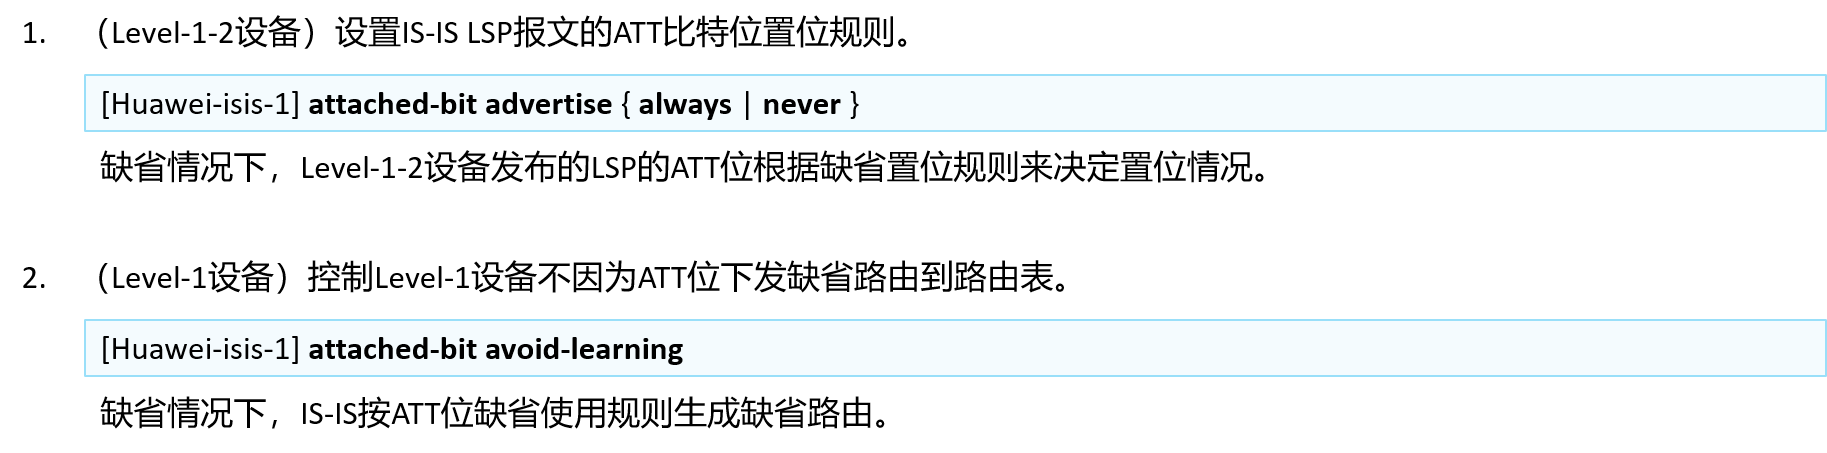 1. （Level-1-2设备）设置IS-IS LSP报文的ATT比特位置位规则。
[Huawei-isis-1] attached-bit advertise { always | never }
缺省情况下，Level-1-2设备发布的LSP的ATT位根据缺省置位规则来决定置位情况。
2. （Level-1设备）控制Level-1设备不因为ATT位下发缺省路由到路由表。
[Huawei-isis-1] attached-bit avoid-learning
缺省情况下，IS-IS按ATT位缺省使用规则生成缺省路由。